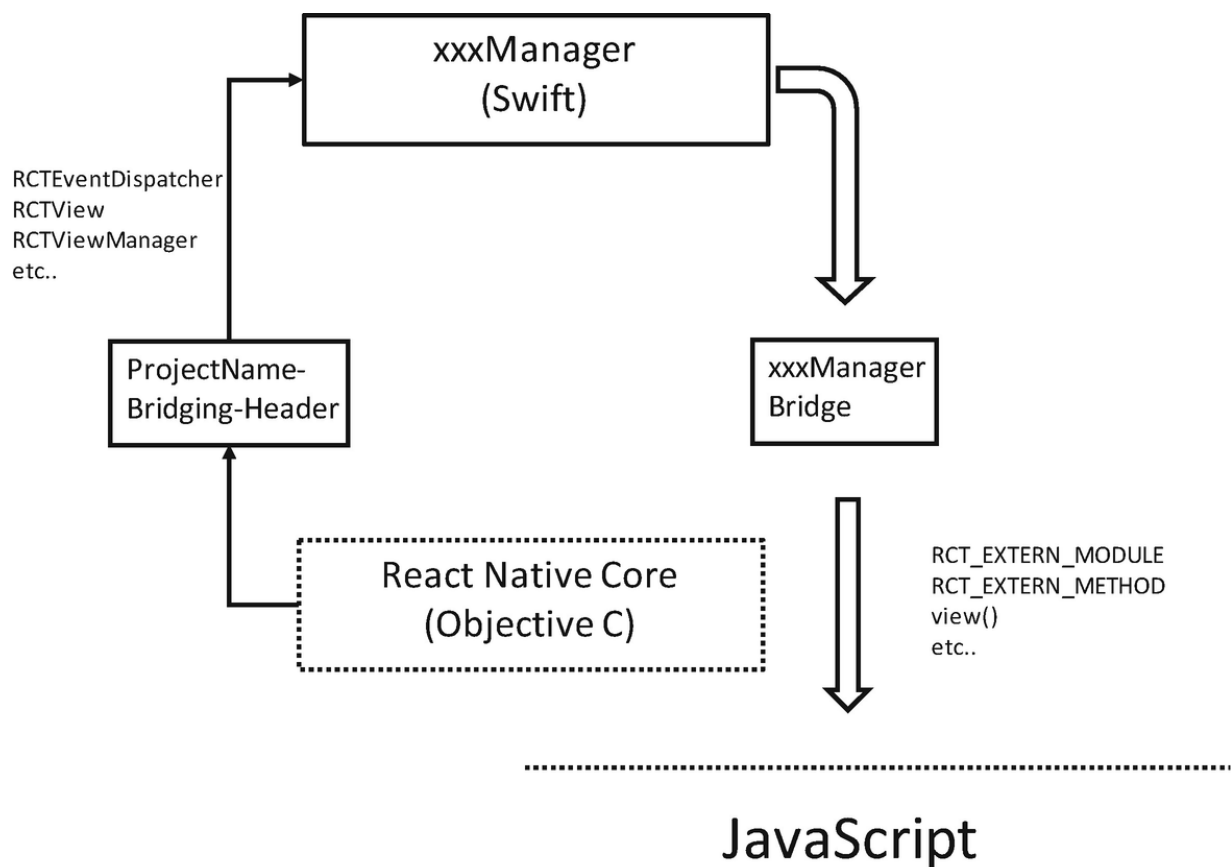 xxxManager
(Swift)
RCTEventDispatcher
RCTView
RCTViewManager
etc..
ProjectName-
Bridging-Header
xxxManager
Bridge
React Native Core
(Objective C)
RCT_EXTERN_MODULE
RCT_EXTERN_METHOD
view()
etc..
JavaScript